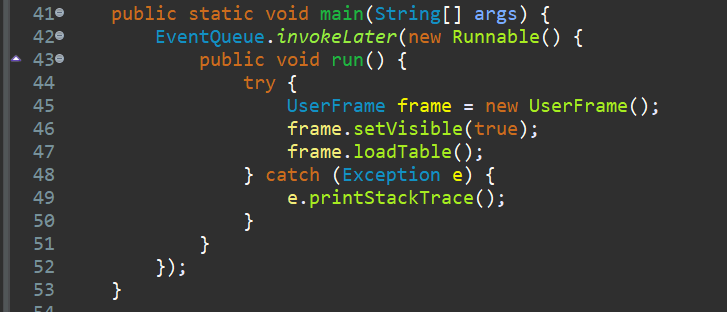 41 public static void main(String[] args) {
42 EventQueue.invokeLater(new Runnable() {
43 public void run() {
44 try {
45 UserFrame frame = new UserFrame();
46 frame.setVisible(true);
47 frame.loadTable();
48 } catch (Exception e) {
49 e.printStackTrace();
50 }
51 }
52 });
53 }
54